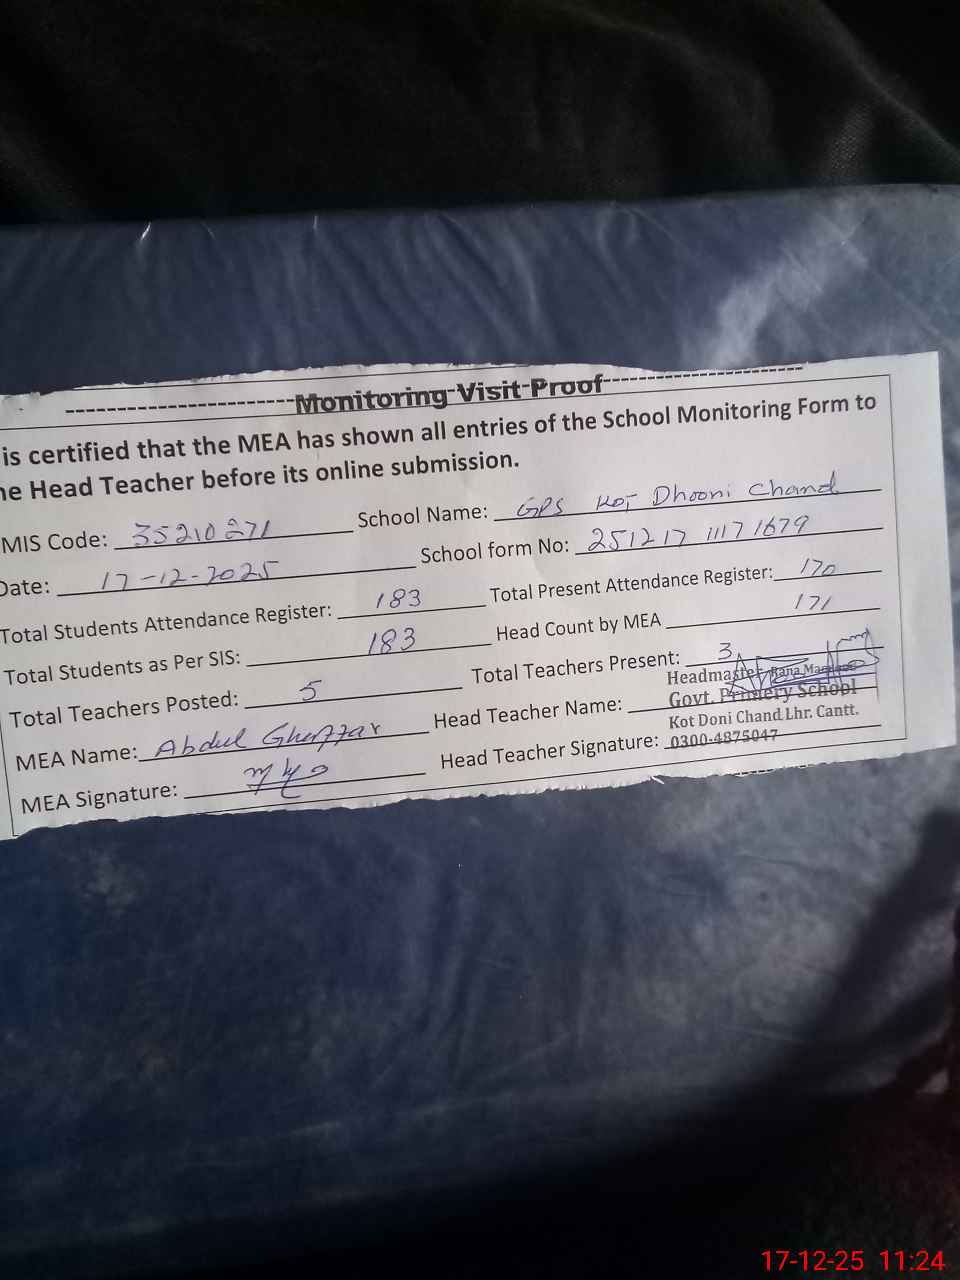 Monitoring Visit Proof
is certified that the MEA has shown all entries of the School Monitoring Form to
he Head Teacher before its online submission.
MIS Code: 35210271 School Name: GPS Kot Dhooni Chand
Date: 17-12-2025 School form No: 251217 11171679
Total Students Attendance Register: 183 Total Present Attendance Register: 170
Total Students as Per SIS: 183 Head Count by MEA 171
Total Teachers Posted: 5 Total Teachers Present: 3
MEA Name: Abdul Ghaffar Head Teacher Name:
MEA Signature: Head Teacher Signature:
Headmaster: Rana
Govt. Primery School
Kot Doni Chand Lhr. Cantt.
0300-4875047
17-12-25 11:24